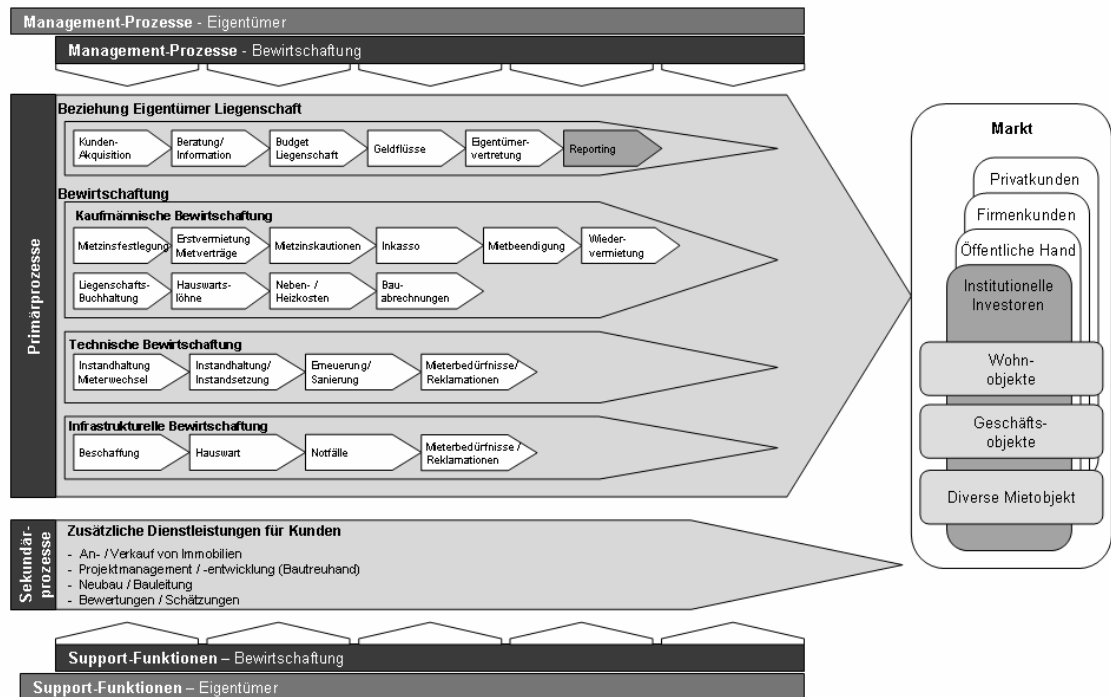 Management-Prozesse - Eigentümer
Management-Prozesse - Bewirtschaftung
Primärprozesse
Beziehung Eigentümer Liegenschaft
Kunden-
Akquisition
Beratung/
Information
Budget
Liegenschaft
Geldflüsse
Eigentümer-
vertretung
Reporting
Bewirtschaftung
Kaufmännische Bewirtschaftung
Mietzinsfestlegung
Erstvermietung
Mietverträge
Mietzinskautionen
Inkasso
Mietbeendigung
Wieder-
vermietung
Liegenschafts-
Buchhaltung
Hauswarts-
löhne
Neben- /
Heizkosten
Bau-
abrechnungen
Technische Bewirtschaftung
Instandhaltung
Mieterwechsel
Instandhaltung/
Instandsetzung
Erneuerung/
Sanierung
Mieterbedürfnisse/
Reklamationen
Infrastrukturelle Bewirtschaftung
Beschaffung
Hauswart
Notfälle
Mieterbedürfnisse /
Reklamationen
Sekundär-
prozesse
Zusätzliche Dienstleistungen für Kunden
- An- / Verkauf von Immobilien
- Projektmanagement / -entwicklung (Bautreuhand)
- Neubau / Bauleitung
- Bewertungen / Schätzungen
Support-Funktionen – Bewirtschaftung
Support-Funktionen – Eigentümer
Markt
Privatkunden
Firmenkunden
Öffentliche Hand
Institutionelle
Investoren
Wohn-
objekte
Geschäfts-
objekte
Diverse Mietobjekt